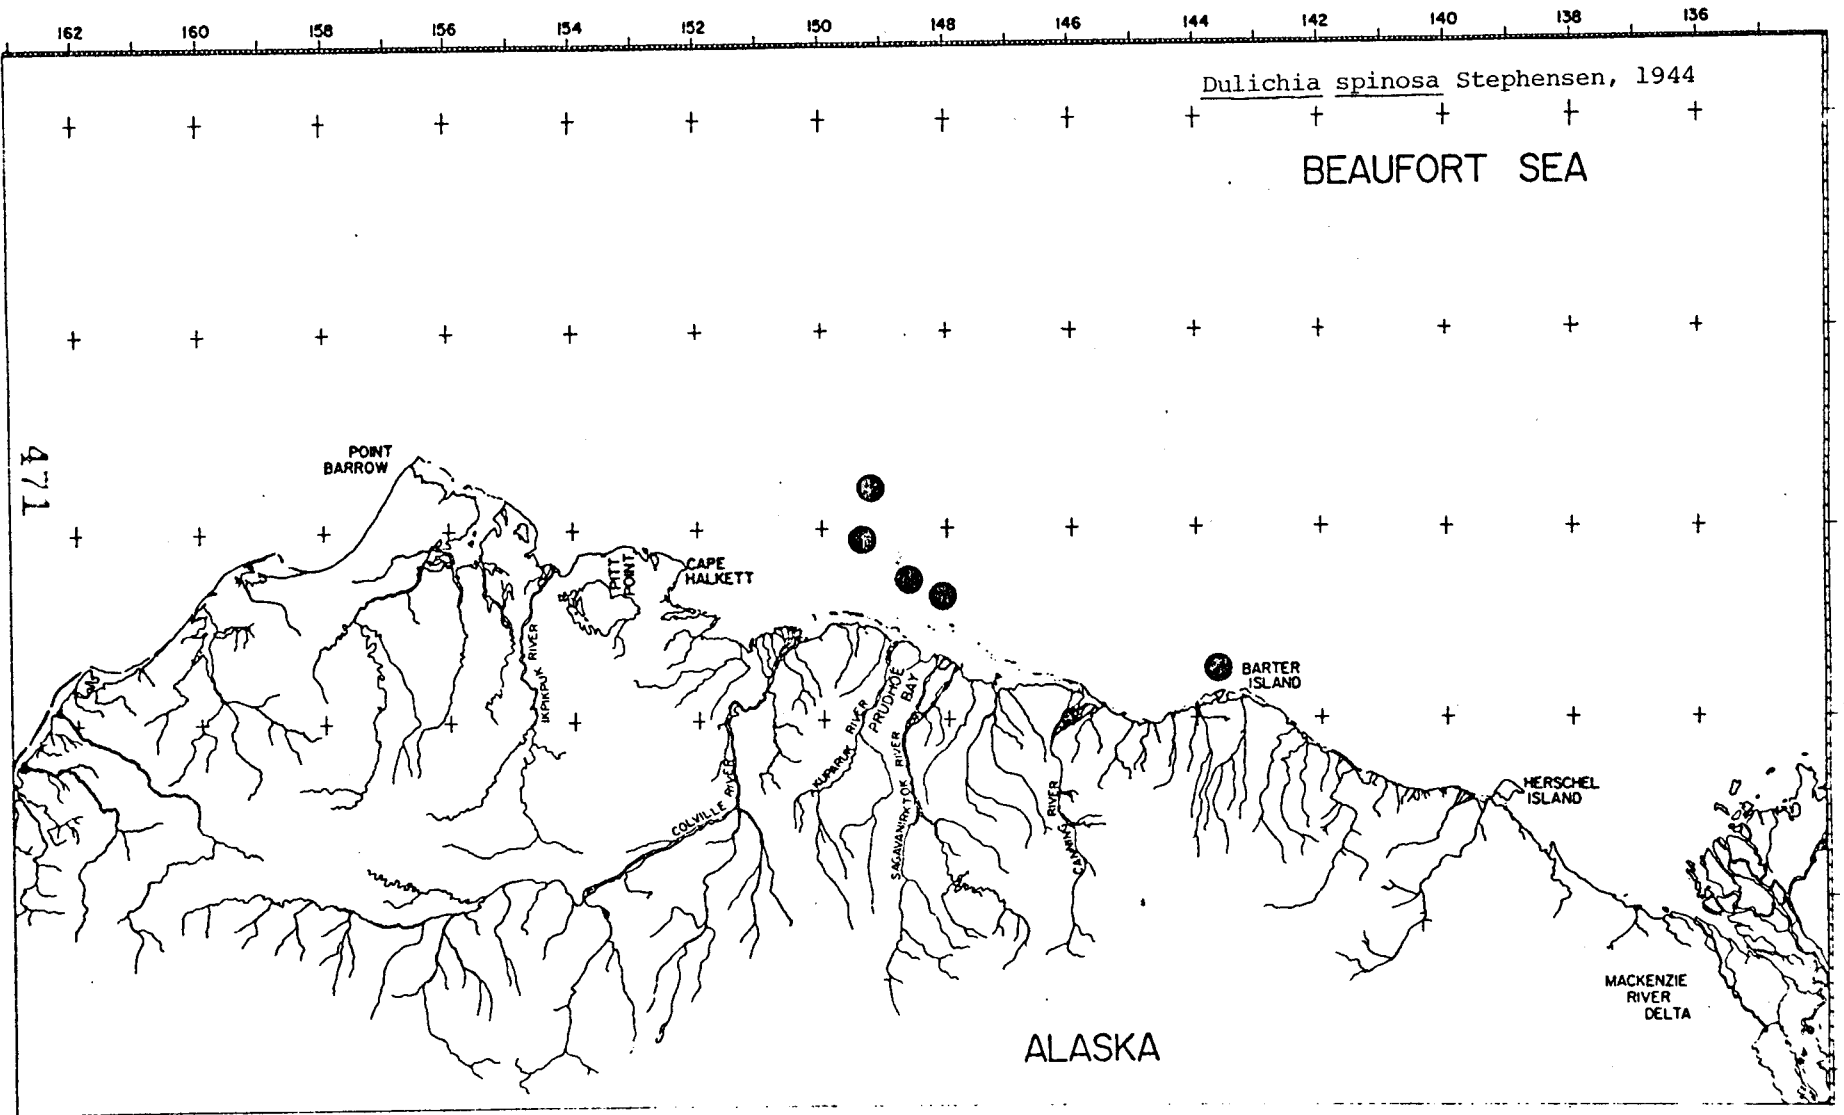 162 160 158 156 154 152 150 148 146 144 142 140 138 136
Dulichia spinosa Stephensen, 1944
BEAUFORT SEA
471
POINT
BARROW
PITT
POINT
CAPE
HALKETT
BARTER
ISLAND
IKPIKPUK RIVER
COLVILLE RIVER
KUPARUK RIVER
PRUDHOE
BAY
SAGAVANIRKTOK RIVER
CANNING RIVER
HERSCHEL
ISLAND
MACKENZIE
RIVER
DELTA
ALASKA